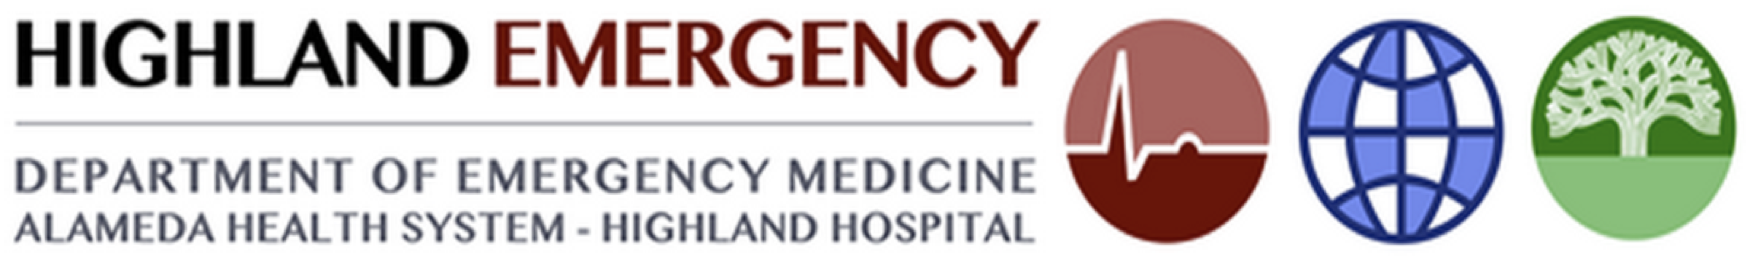 HIGHLAND EMERGENCY
DEPARTMENT OF EMERGENCY MEDICINE
ALAMEDA HEALTH SYSTEM - HIGHLAND HOSPITAL